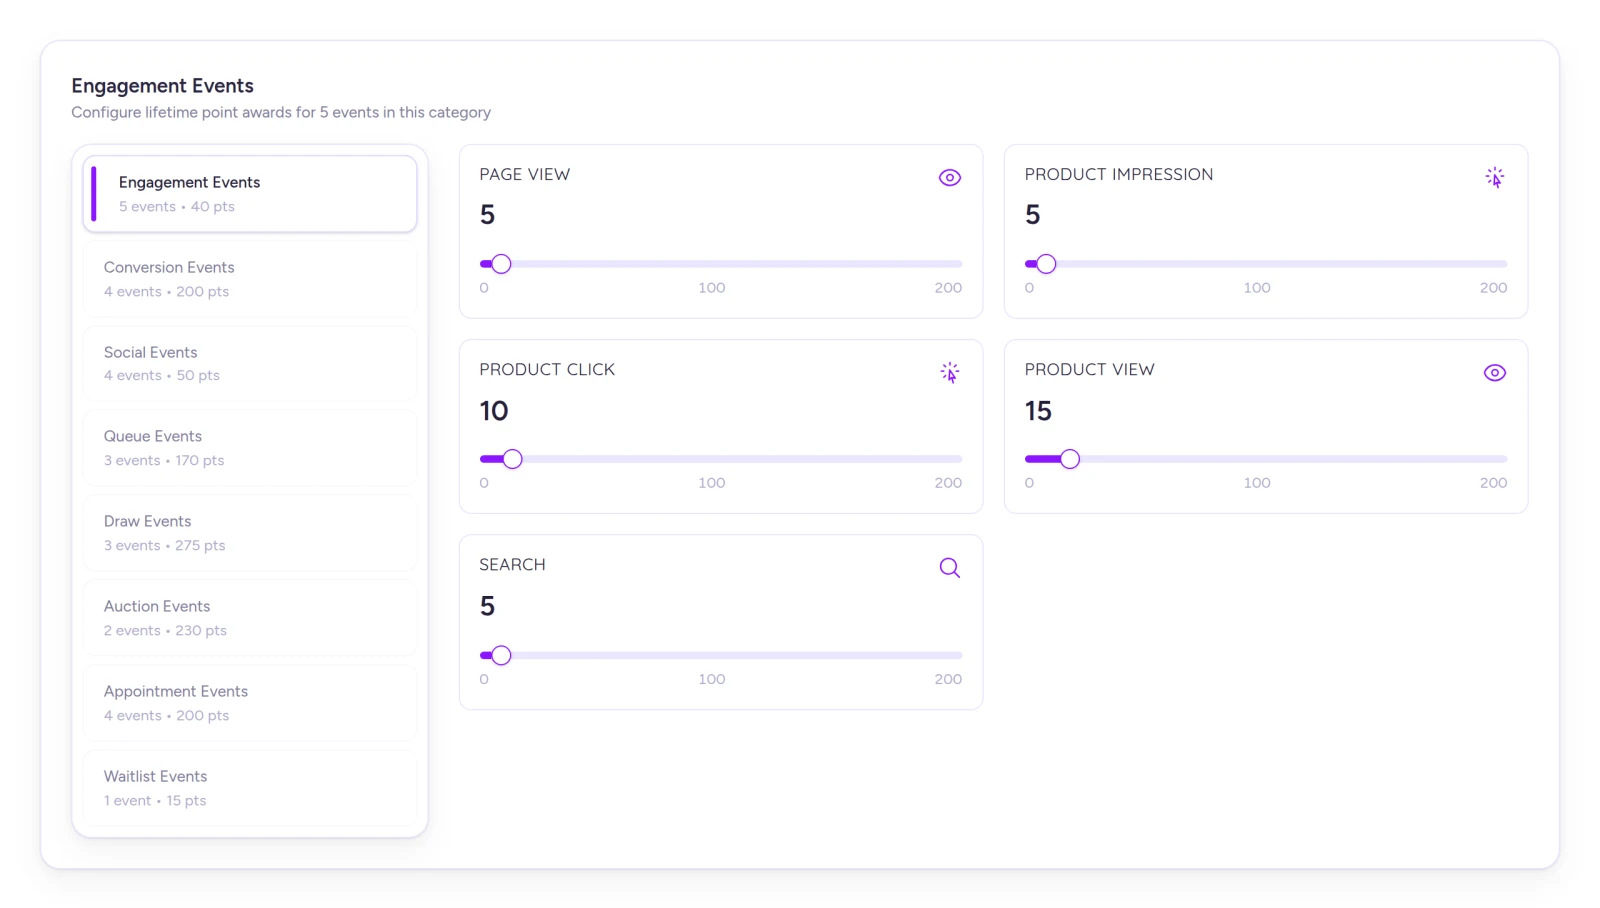 Engagement Events
Configure lifetime point awards for 5 events in this category
Engagement Events
5 events • 40 pts
Conversion Events
4 events • 200 pts
Social Events
4 events • 50 pts
Queue Events
3 events • 170 pts
Draw Events
3 events • 275 pts
Auction Events
2 events • 230 pts
Appointment Events
4 events • 200 pts
Waitlist Events
1 event • 15 pts
PAGE VIEW
5
0 100 200
PRODUCT IMPRESSION
5
0 100 200
PRODUCT CLICK
10
0 100 200
PRODUCT VIEW
15
0 100 200
SEARCH
5
0 100 200